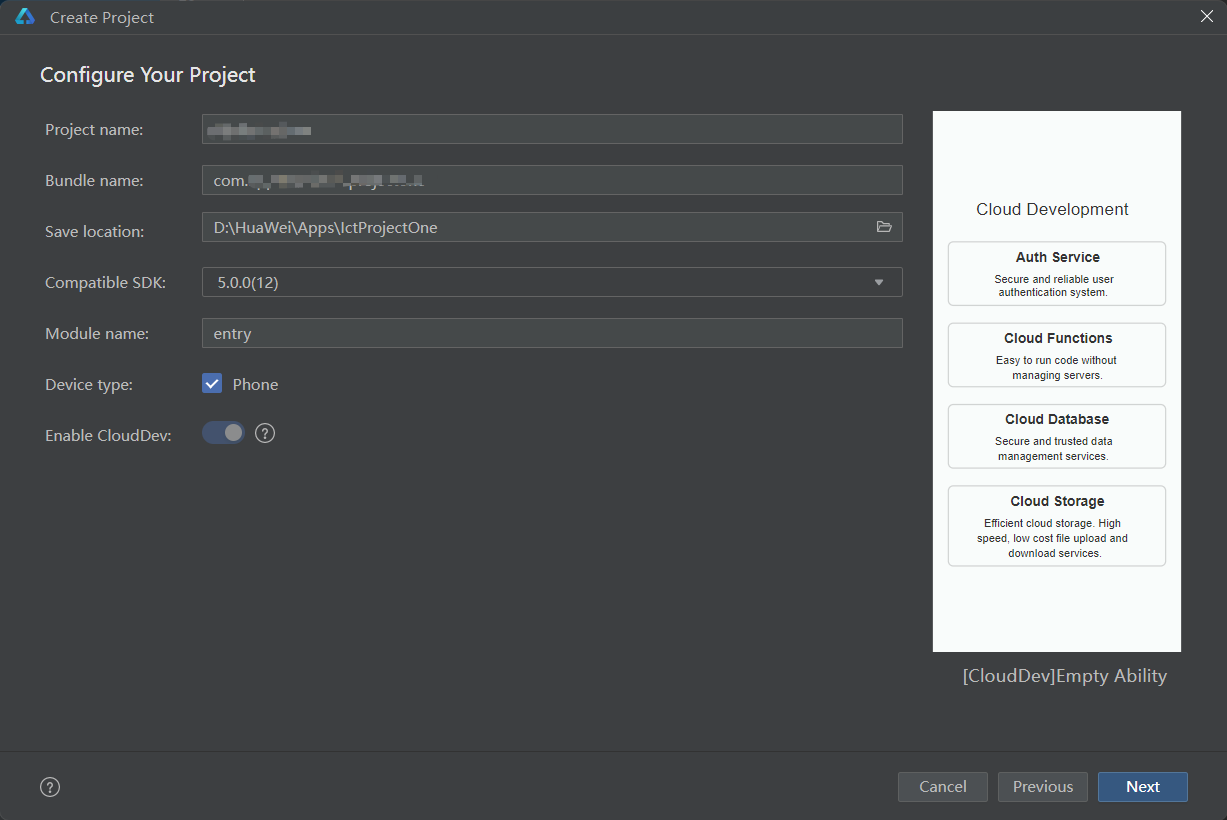 Create Project
Configure Your Project
Project name:
Bundle name:
com.
Save location:
D:\HuaWei\Apps\IctProjectOne
Compatible SDK:
5.0.0(12)
Module name:
entry
Device type:
Phone
Enable CloudDev:
?
Cloud Development
Auth Service
Secure and reliable user
authentication system.
Cloud Functions
Easy to run code without
managing servers.
Cloud Database
Secure and trusted data
management services.
Cloud Storage
Efficient cloud storage. High
speed, low cost file upload and
download services.
[CloudDev]Empty Ability
?
Cancel
Previous
Next